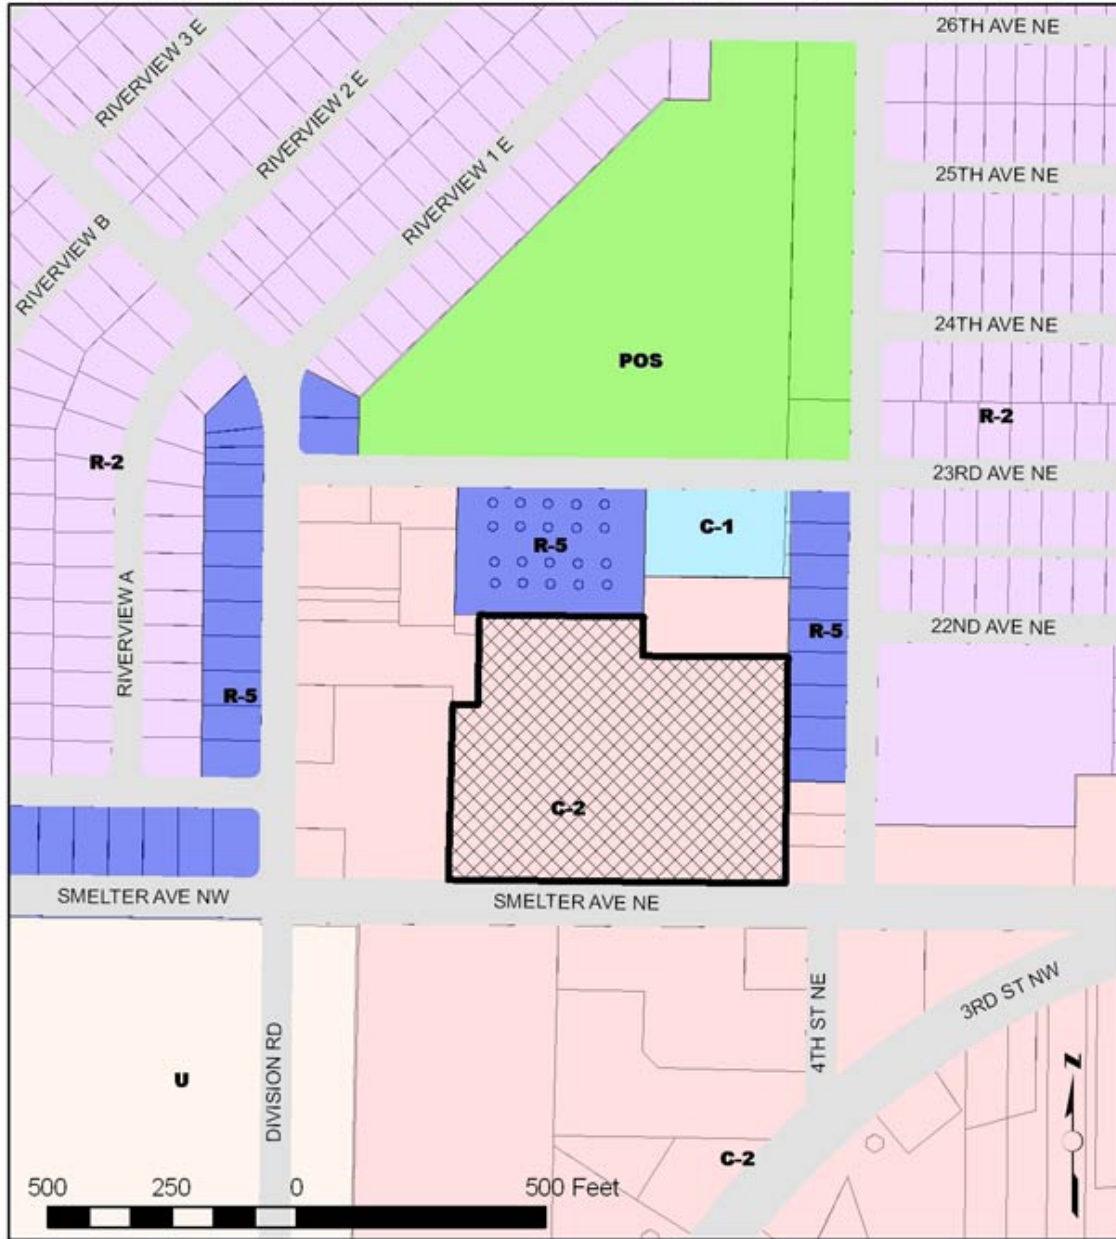 26TH AVE NE
RIVERVIEW 3 E
RIVERVIEW 2 E
RIVERVIEW 1 E
25TH AVE NE
RIVERVIEW B
24TH AVE NE
POS
R-2
R-2
23RD AVE NE
C-1
R-5
22ND AVE NE
R-5
RIVERVIEW A
R-5
C-2
SMELTER AVE NW
SMELTER AVE NE
3RD ST NW
4TH ST NE
DIVISION RD
U
C-2
N
500 250 0 500 Feet